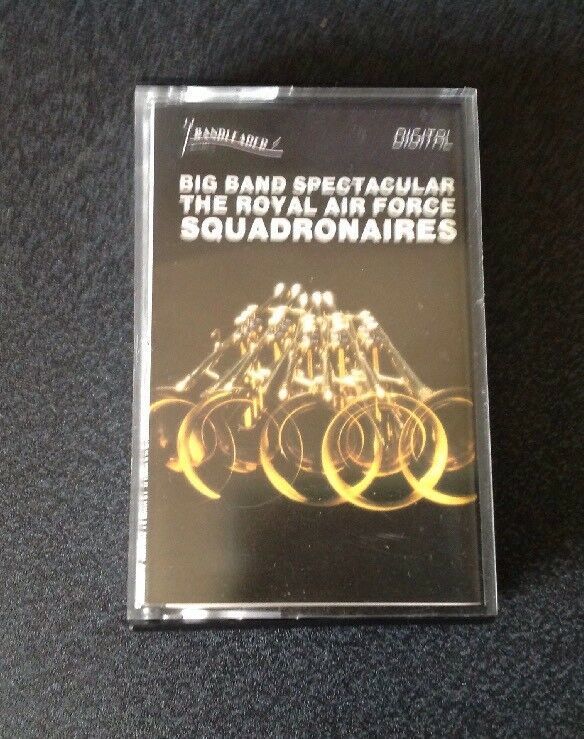 BANDLEADER
DIGITAL
BIG BAND SPECTACULAR
THE ROYAL AIR FORCE
SQUADRONAIRES